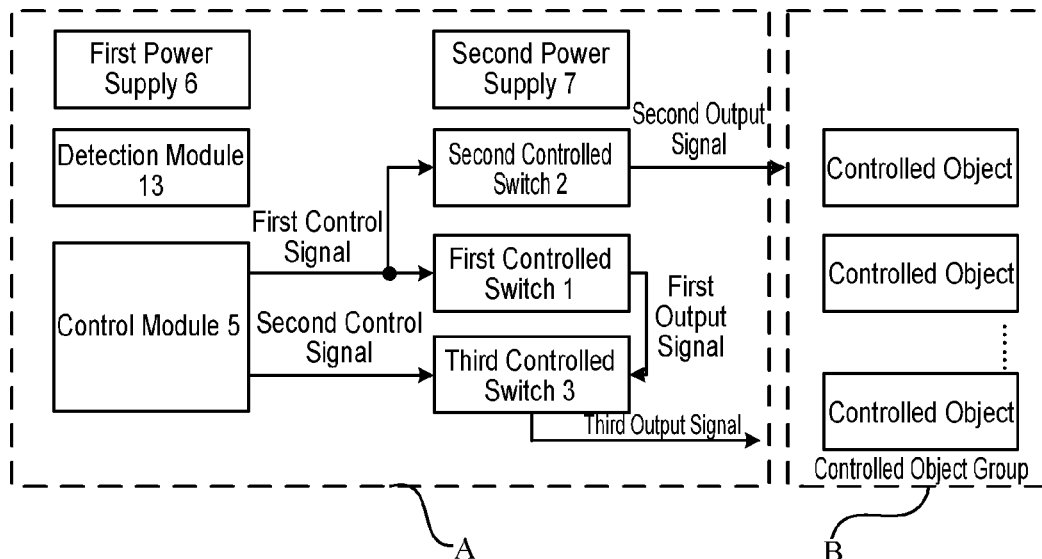 First Power
Supply 6
Second Power
Supply 7
Second Output
Signal
Detection Module
13
Second Controlled
Switch 2
Controlled Object
First Control
Signal
First Controlled
Switch 1
Controlled Object
First
Output
Signal
Control Module 5
Second Control
Signal
Third Controlled
Switch 3
Controlled Object
Third Output Signal
Controlled Object Group
A
B